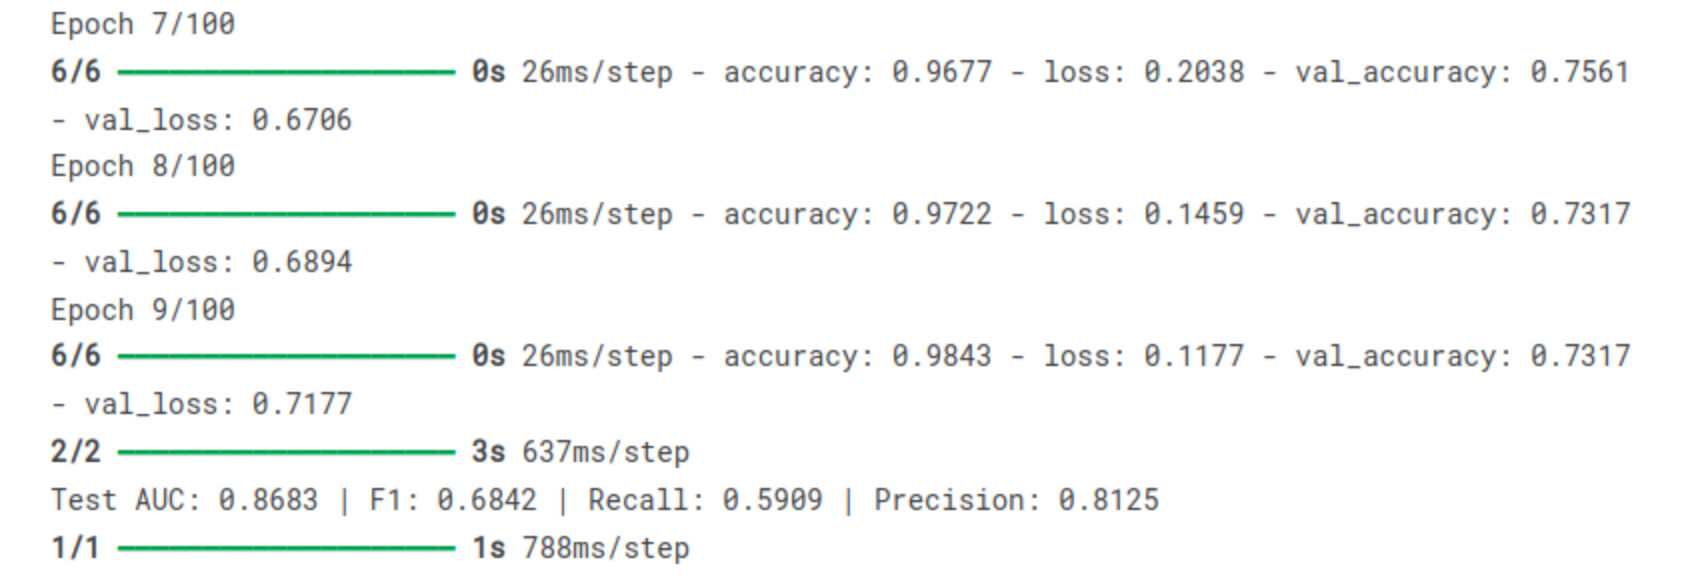 Epoch 7/100
6/6 ━━━━━━━━━━━━━━━━━━━━ 0s 26ms/step - accuracy: 0.9677 - loss: 0.2038 - val_accuracy: 0.7561
- val_loss: 0.6706
Epoch 8/100
6/6 ━━━━━━━━━━━━━━━━━━━━ 0s 26ms/step - accuracy: 0.9722 - loss: 0.1459 - val_accuracy: 0.7317
- val_loss: 0.6894
Epoch 9/100
6/6 ━━━━━━━━━━━━━━━━━━━━ 0s 26ms/step - accuracy: 0.9843 - loss: 0.1177 - val_accuracy: 0.7317
- val_loss: 0.7177
2/2 ━━━━━━━━━━━━━━━━━━━━ 3s 637ms/step
Test AUC: 0.8683 | F1: 0.6842 | Recall: 0.5909 | Precision: 0.8125
1/1 ━━━━━━━━━━━━━━━━━━━━ 1s 788ms/step